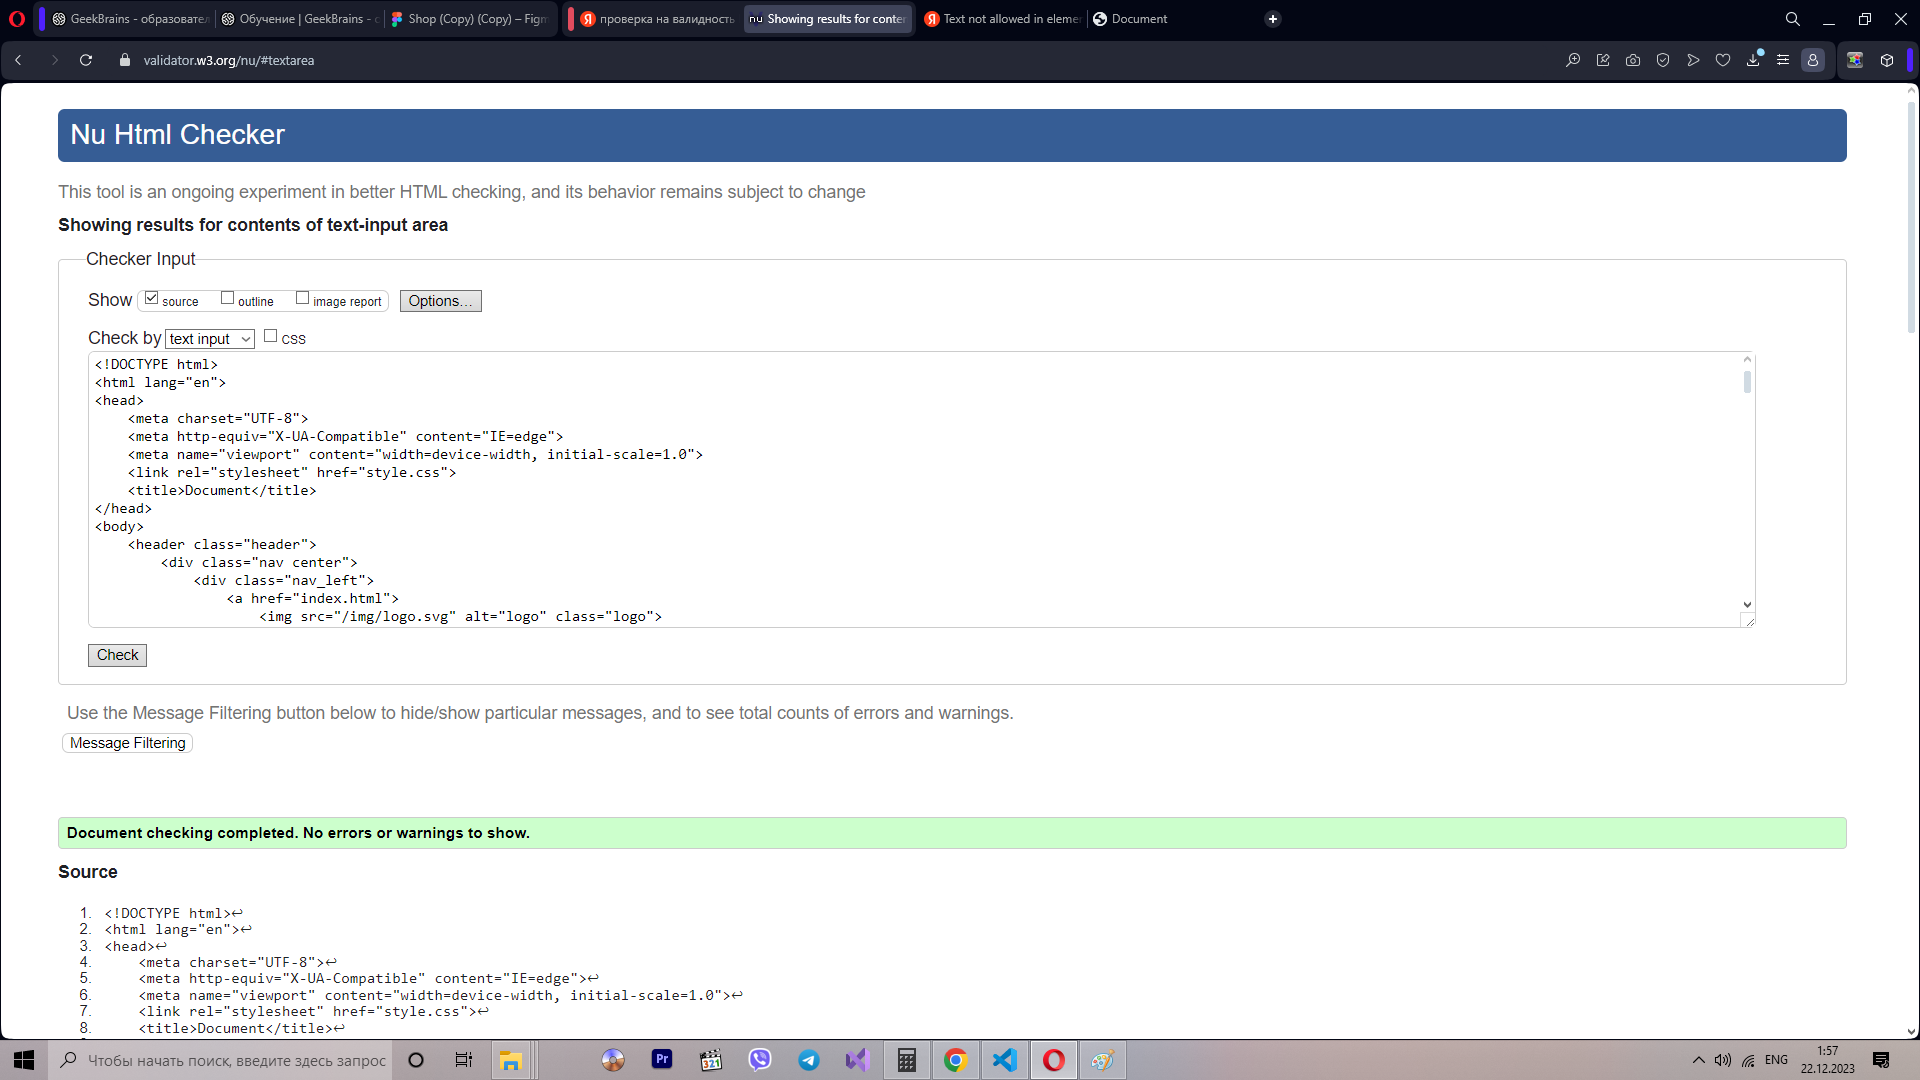 GeekBrains - образовател
Обучение | GeekBrains - с
Shop (Copy) (Copy) – Figm
проверка на валидность
Showing results for conten
Text not allowed in elemen
Document
validator.w3.org/nu/#textarea
Nu Html Checker
This tool is an ongoing experiment in better HTML checking, and its behavior remains subject to change
Showing results for contents of text-input area
Checker Input
Show source outline image report Options...
Check by text input CSS
<!DOCTYPE html>
<html lang="en">
<head>
    <meta charset="UTF-8">
    <meta http-equiv="X-UA-Compatible" content="IE=edge">
    <meta name="viewport" content="width=device-width, initial-scale=1.0">
    <link rel="stylesheet" href="style.css">
    <title>Document</title>
</head>
<body>
    <header class="header">
        <div class="nav center">
            <div class="nav_left">
                <a href="index.html">
                    <img src="/img/logo.svg" alt="logo" class="logo">
Check
Use the Message Filtering button below to hide/show particular messages, and to see total counts of errors and warnings.
Message Filtering
Document checking completed. No errors or warnings to show.
Source
1. <!DOCTYPE html>↩
2. <html lang="en">↩
3. <head>↩
4.     <meta charset="UTF-8">↩
5.     <meta http-equiv="X-UA-Compatible" content="IE=edge">↩
6.     <meta name="viewport" content="width=device-width, initial-scale=1.0">↩
7.     <link rel="stylesheet" href="style.css">↩
8.     <title>Document</title>↩
Чтобы начать поиск, введите здесь запрос
Pr
321
ENG
1:57
22.12.2023